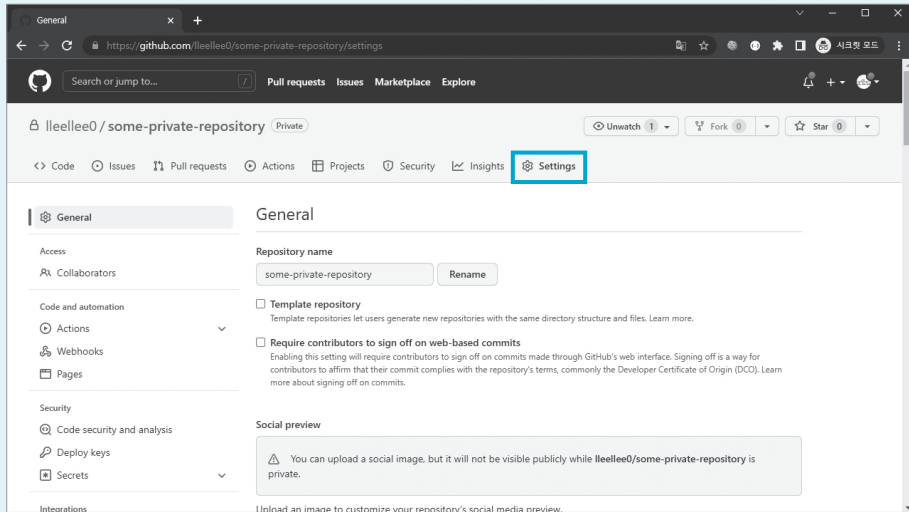 General
https://github.com/lleellee0/some-private-repository/settings
시크릿 모드
Search or jump to...
/
Pull requests Issues Marketplace Explore
lleellee0 / some-private-repository Private
Unwatch 1
Fork 0
Star 0
<> Code Issues Pull requests Actions Projects Security Insights Settings
General
Access
Collaborators
Code and automation
Actions
Webhooks
Pages
Security
Code security and analysis
Deploy keys
Secrets
Integrations
General
Repository name
some-private-repository Rename
Template repository
Template repositories let users generate new repositories with the same directory structure and files. Learn more.
Require contributors to sign off on web-based commits
Enabling this setting will require contributors to sign off on commits made through GitHub's web interface. Signing off is a way for
contributors to affirm that their commit complies with the repository's terms, commonly the Developer Certificate of Origin (DCO). Learn
more about signing off on commits.
Social preview
You can upload a social image, but it will not be visible publicly while lleellee0/some-private-repository is
private.
Upload an image to customize your repository's social media preview.